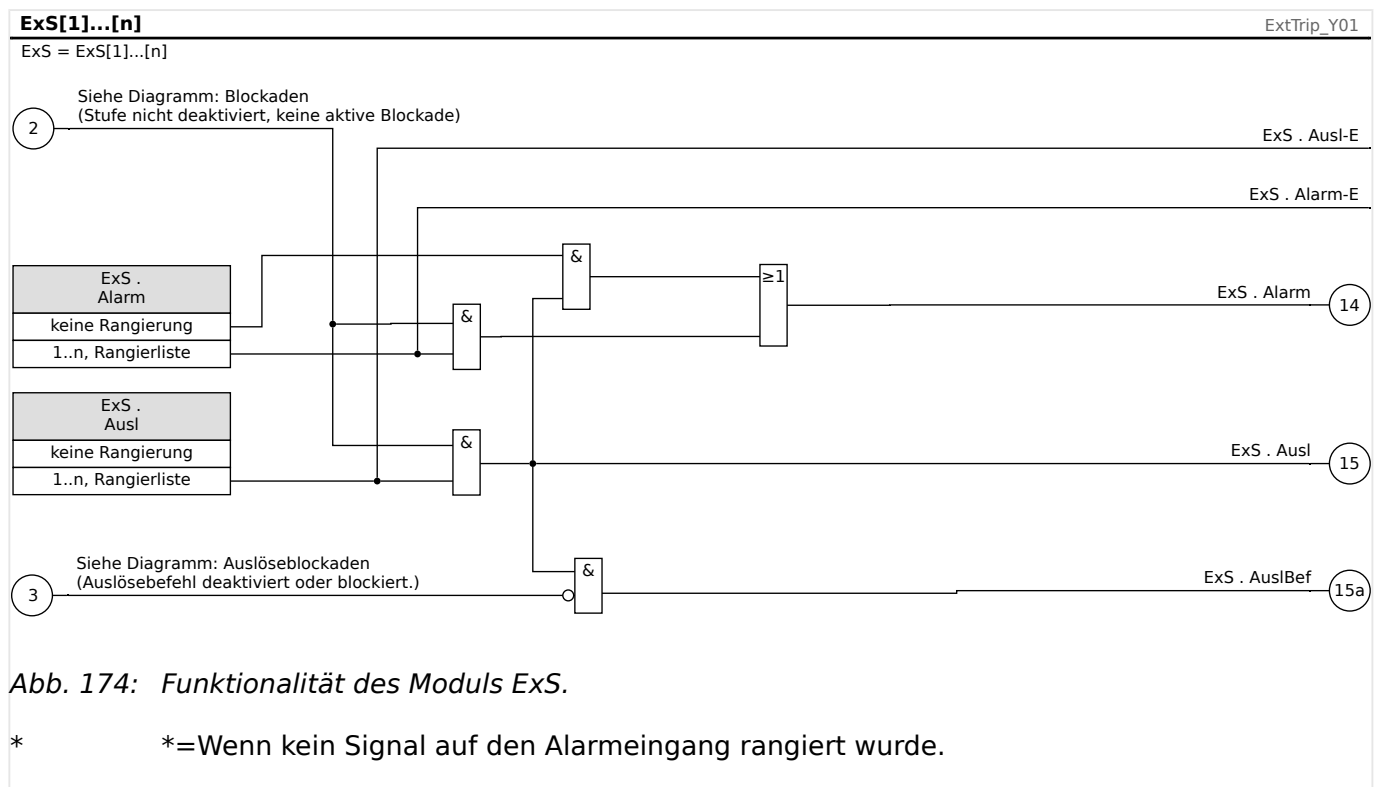 ExS[1]...[n]
ExtTrip_Y01
ExS = ExS[1]...[n]
Siehe Diagramm: Blockaden
(Stufe nicht deaktiviert, keine aktive Blockade)
2
ExS . Ausl-E
ExS . Alarm-E
&
≥1
ExS .
Alarm
keine Rangierung
1..n, Rangierliste
&
ExS . Alarm
14
ExS .
Ausl
keine Rangierung
1..n, Rangierliste
&
ExS . Ausl
15
Siehe Diagramm: Auslöseblockaden
(Auslösebefehl deaktiviert oder blockiert.)
3
&
ExS . AuslBef
15a
Abb. 174: Funktionalität des Moduls ExS.
* *=Wenn kein Signal auf den Alarmeingang rangiert wurde.